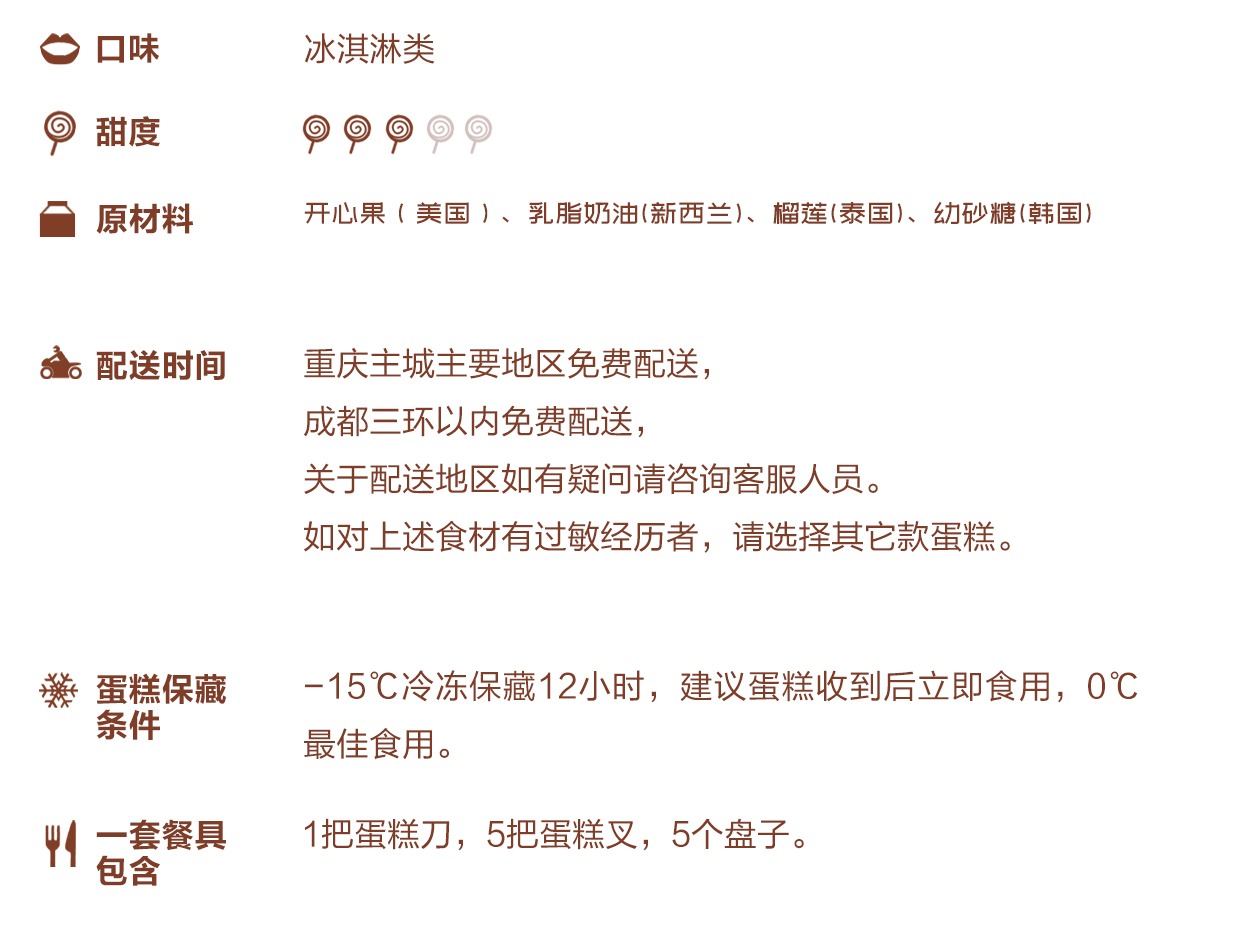 口味 冰淇淋类
甜度
原材料 开心果（美国）、乳脂奶油(新西兰)、榴莲(泰国)、幼砂糖(韩国)
配送时间 重庆主城主要地区免费配送，
成都三环以内免费配送，
关于配送地区如有疑问请咨询客服人员。
如对上述食材有过敏经历者，请选择其它款蛋糕。
蛋糕保藏
条件
-15℃冷冻保藏12小时，建议蛋糕收到后立即食用，0℃
最佳食用。
一套餐具
包含
1把蛋糕刀，5把蛋糕叉，5个盘子。